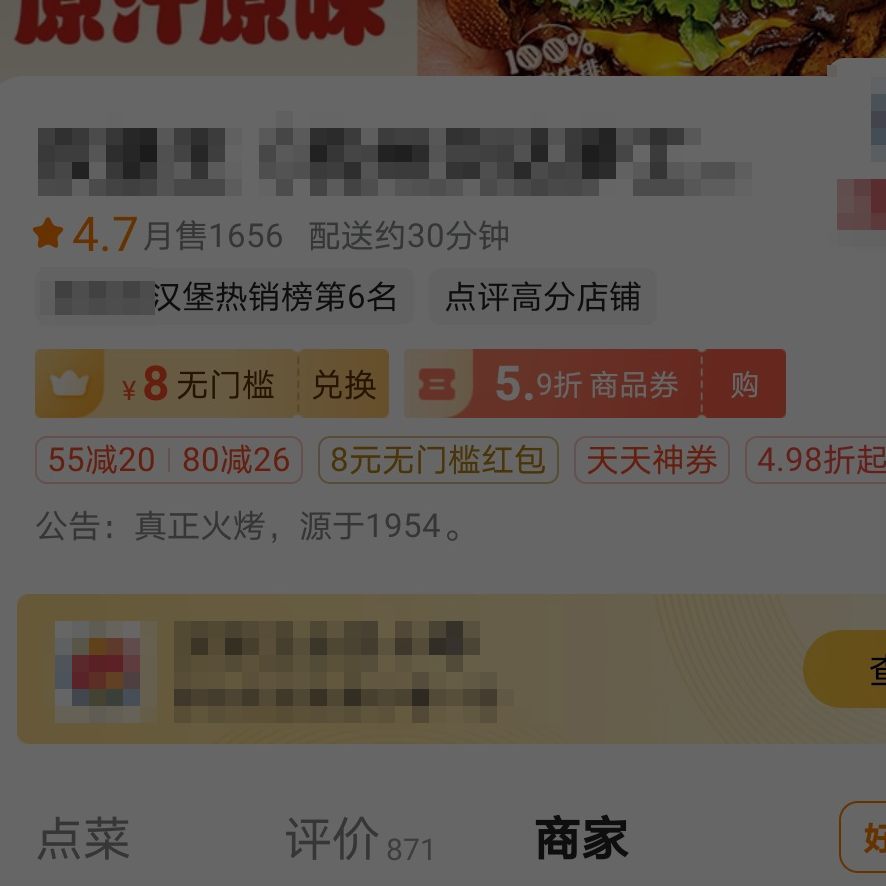 原汁原味
100%
4.7 月售1656 配送约30分钟
汉堡热销榜第6名 点评高分店铺
¥8 无门槛 兑换 5.9折 商品券 购
55减20 80减26 8元无门槛红包 天天神券 4.98折起
公告：真正火烤，源于1954。
点菜 评价 871 商家